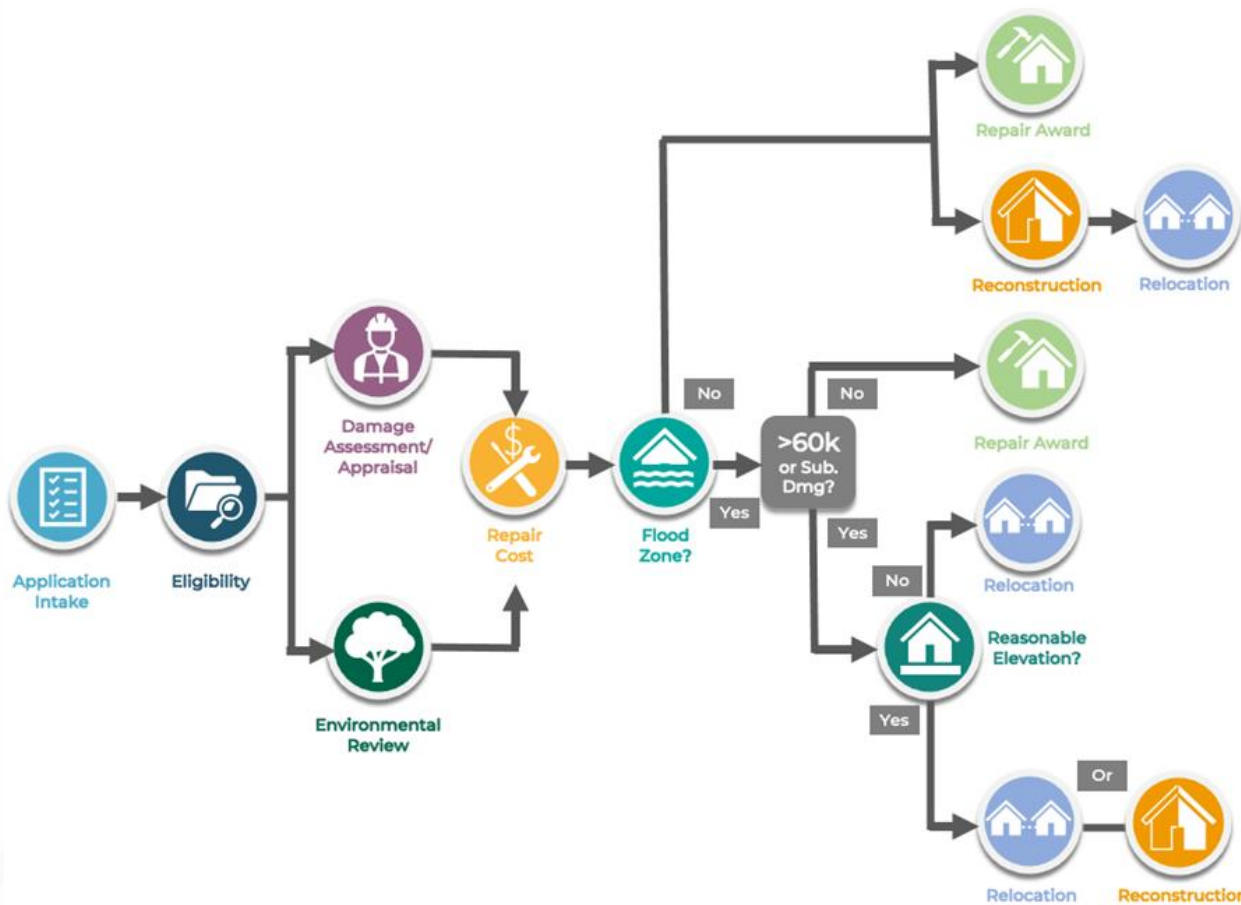 Repair Award
Reconstruction
Relocation
Damage
Assessment/
Appraisal
No
No
Repair Award
>60k
or Sub.
Dmg?
$
Repair
Cost
Flood
Zone?
Yes
Yes
Application
Intake
Eligibility
No
Relocation
Reasonable
Elevation?
Environmental
Review
Yes
Or
Relocation
Reconstruction